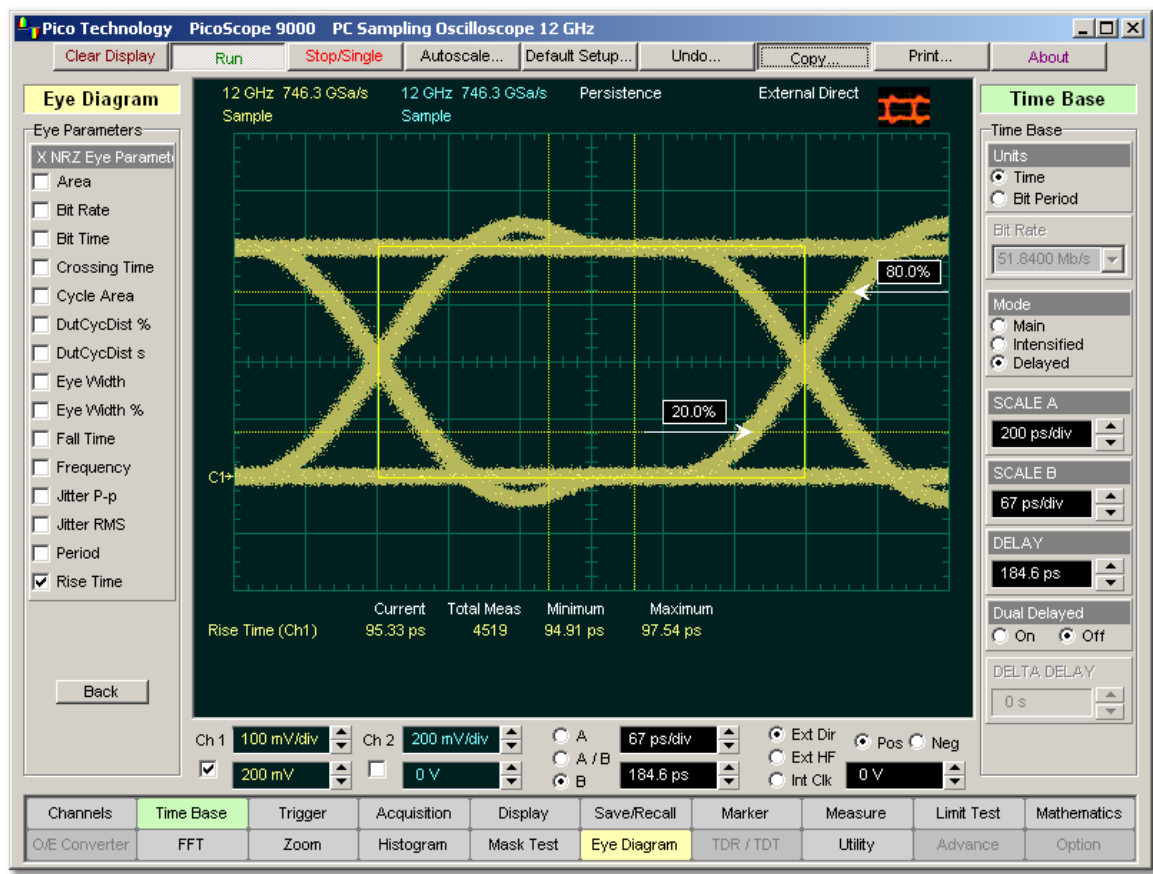 Pico Technology PicoScope 9000 PC Sampling Oscilloscope 12 GHz
Clear Display Run Stop/Single Autoscale... Default Setup... Undo... Copy... Print... About
Eye Diagram
Eye Parameters
X NRZ Eye Paramet
Area
Bit Rate
Bit Time
Crossing Time
Cycle Area
DutCycDist %
DutCycDist s
Eye Width
Eye Width %
Fall Time
Frequency
Jitter P-p
Jitter RMS
Period
Rise Time
Back
12 GHz 746.3 GSa/s 12 GHz 746.3 GSa/s Persistence External Direct
Sample Sample
80.0%
20.0%
C1
Current Total Meas Minimum Maximum
Rise Time (Ch1) 95.33 ps 4519 94.91 ps 97.54 ps
Time Base
Time Base
Units
Time
Bit Period
Bit Rate
51.8400 Mb/s
Mode
Main
Intensified
Delayed
SCALE A
200 ps/div
SCALE B
67 ps/div
DELAY
184.6 ps
Dual Delayed
On Off
DELTA DELAY
0 s
Ch 1 100 mV/div Ch 2 200 mV/div A 67 ps/div Ext Dir Pos Neg
A / B Ext HF
200 mV 0 V B 184.6 ps Int Clk 0 V
Channels Time Base Trigger Acquisition Display Save/Recall Marker Measure Limit Test Mathematics
O/E Converter FFT Zoom Histogram Mask Test Eye Diagram TDR / TDT Utility Advance Option